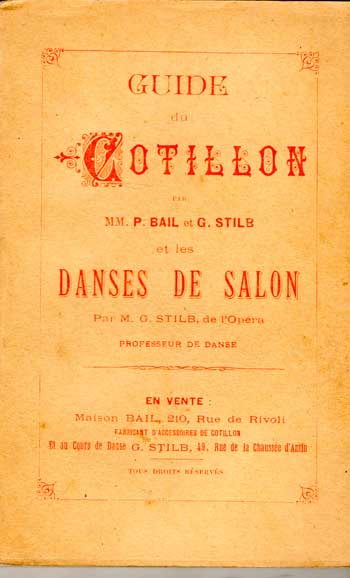 GUIDE
du
COTILLON
PAR
MM. P. BAIL et G. STILB
et les
DANSES DE SALON
Par M. G. STILB, de l'Opéra
PROFESSEUR DE DANSE
EN VENTE :
Maison BAIL, 210, Rue de Rivoli
FABRICANT D'ACCESSOIRES DE COTILLON
Et au Cours de Danse G. STILB, 49, Rue de la Chaussée d'Antin
TOUS DROITS RÉSERVÉS